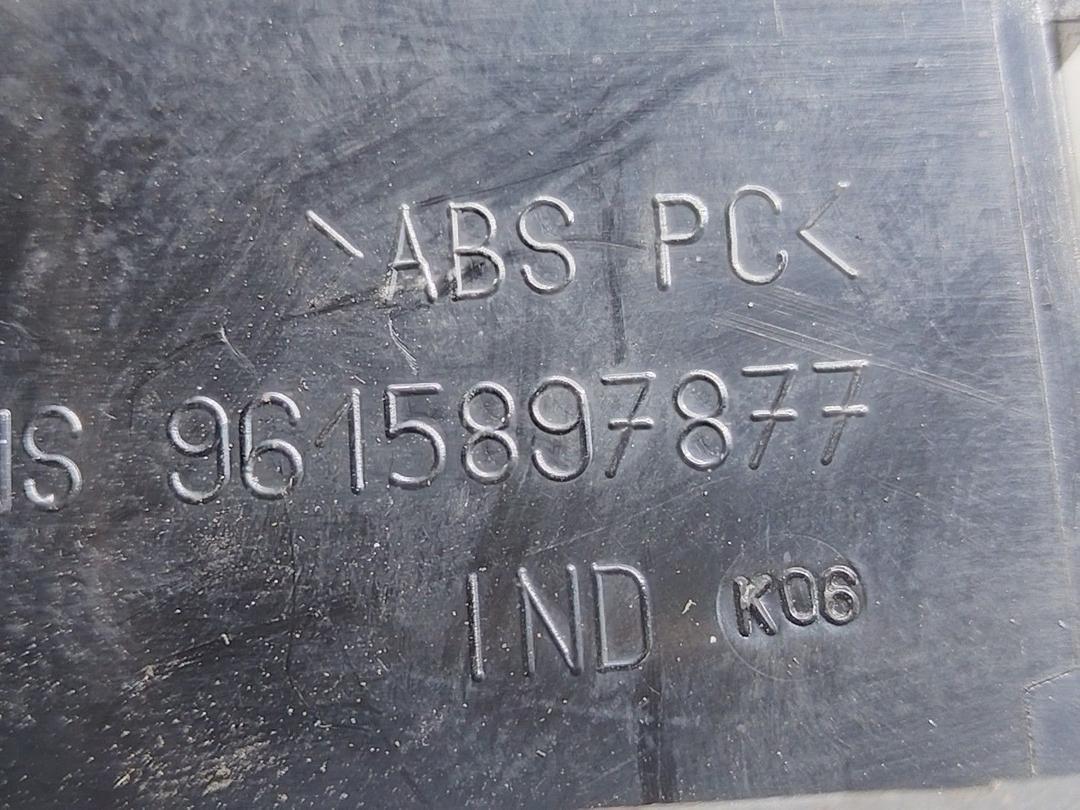 >ABS PC<
S 9615897877
IND K06